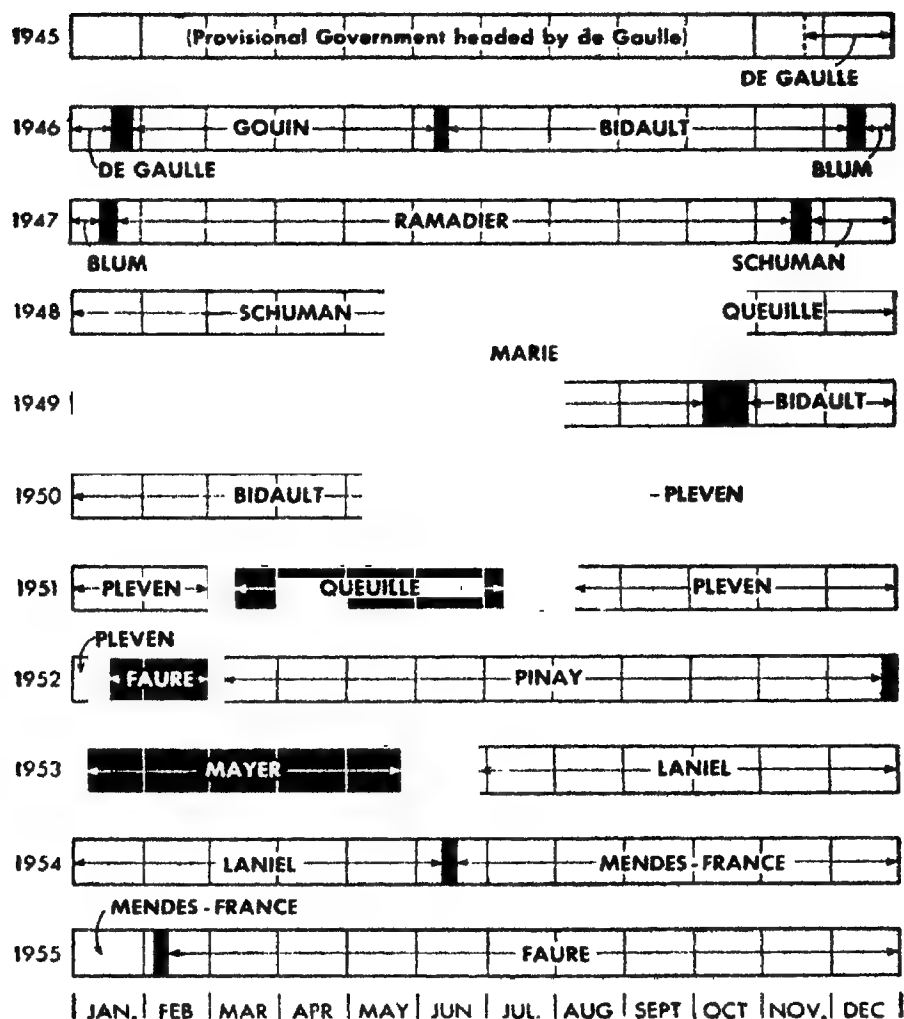 1945 (Provisional Government headed by de Gaulle)
DE GAULLE
1946 GOUIN BIDAULT
DE GAULLE BLUM
1947 RAMADIER
BLUM SCHUMAN
1948 SCHUMAN QUEUILLE
MARIE
1949 BIDAULT
1950 BIDAULT PLEVEN
1951 PLEVEN QUEUILLE PLEVEN
PLEVEN
1952 FAURE PINAY
1953 MAYER LANIEL
1954 LANIEL MENDES-FRANCE
MENDES-FRANCE
1955 FAURE
JAN. FEB MAR APR MAY JUN JUL. AUG SEPT OCT NOV. DEC